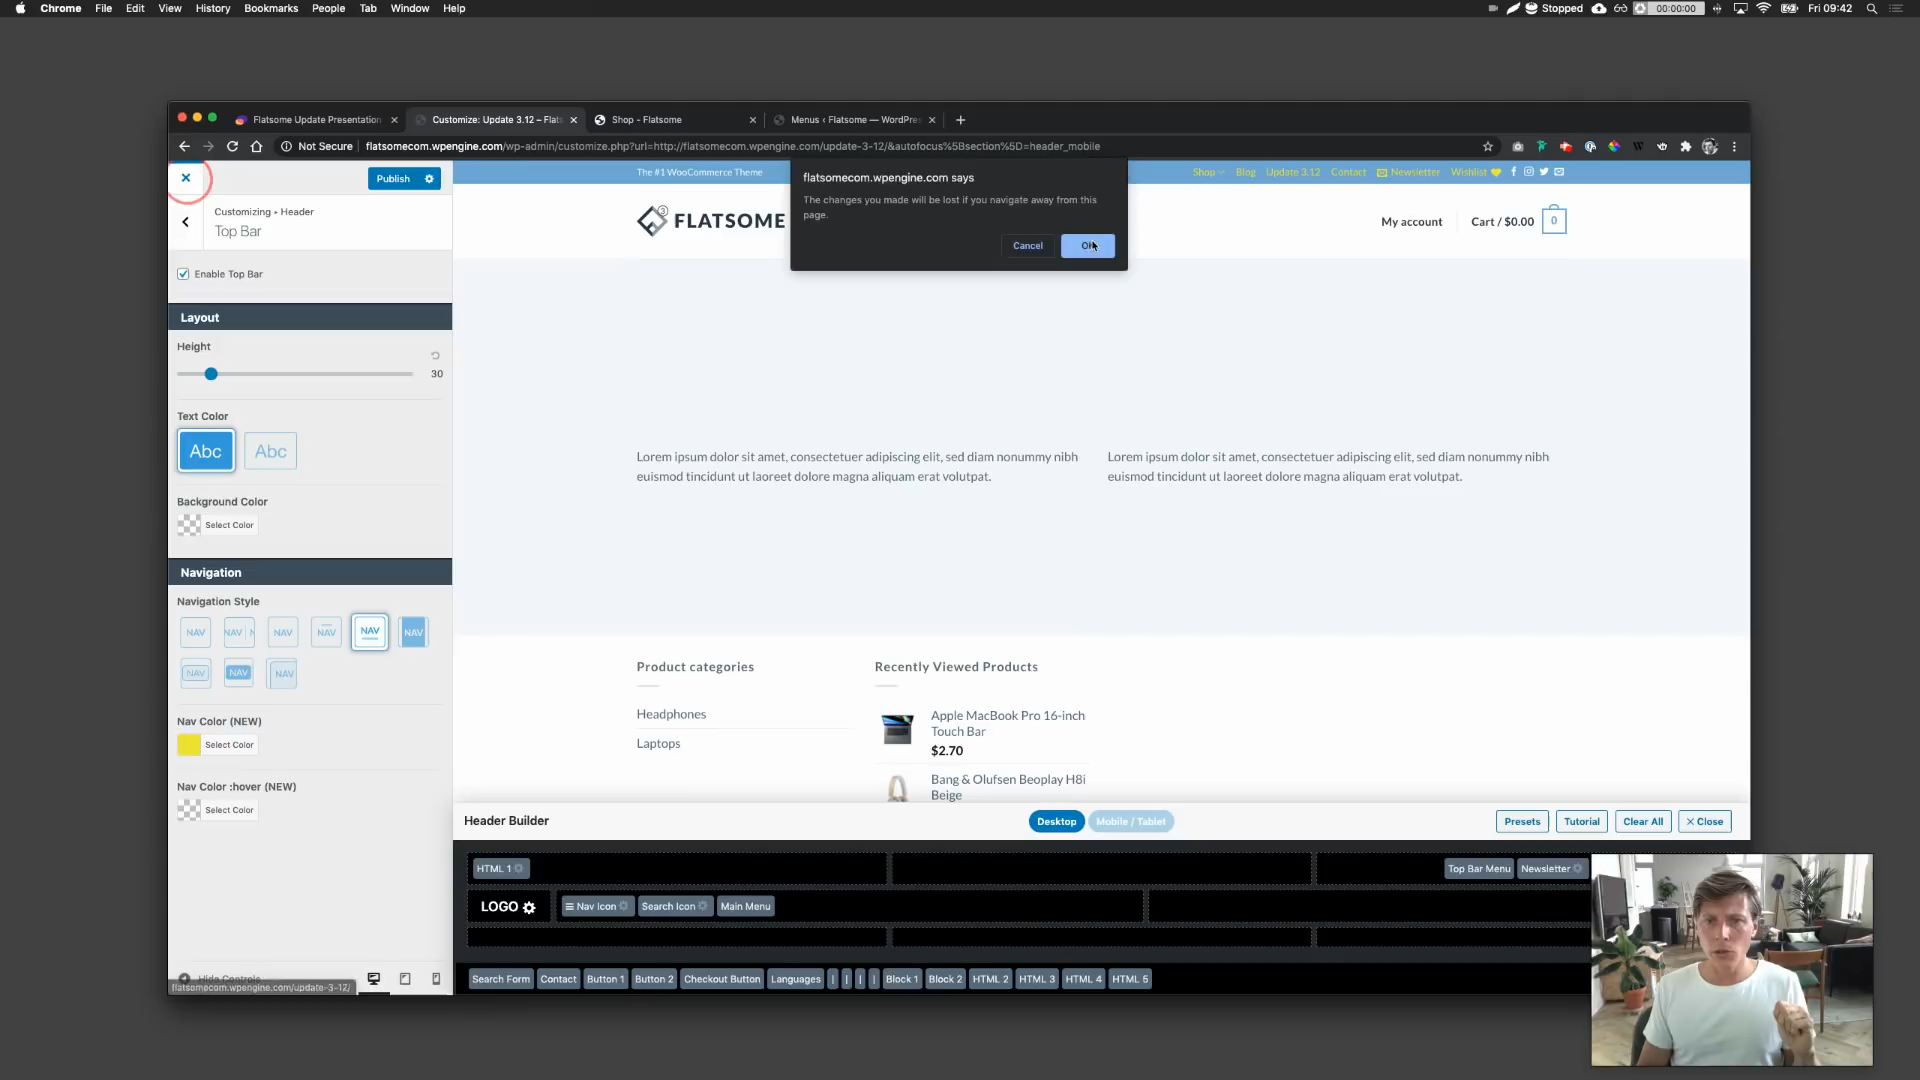 Chrome File Edit View History Bookmarks People Tab Window Help
Stopped 00:00:00 Fri 09:42
Flatsome Update Presentation
Customize: Update 3.12 – Flats
Shop - Flatsome
Menus ‹ Flatsome — WordPres
Not Secure flatsomecom.wpengine.com/wp-admin/customize.php?url=http://flatsomecom.wpengine.com/update-3-12/&autofocus%5Bsection%5D=header_mobile
Publish
Customizing ▸ Header
Top Bar
Enable Top Bar
Layout
Height
30
Text Color
Abc Abc
Background Color
Select Color
Navigation
Navigation Style
NAV NAV NAV NAV NAV NAV
NAV NAV NAV
Nav Color (NEW)
Select Color
Nav Color :hover (NEW)
Select Color
Hide Controls
flatsomecom.wpengine.com/update-3-12/
The #1 WooCommerce Theme
Shop Blog Update 3.12 Contact Newsletter Wishlist
flatsomecom.wpengine.com says
The changes you made will be lost if you navigate away from this
page.
Cancel
3
FLATSOME
My account Cart / $0.00 0
Lorem ipsum dolor sit amet, consectetuer adipiscing elit, sed diam nonummy nibh
euismod tincidunt ut laoreet dolore magna aliquam erat volutpat.
Lorem ipsum dolor sit amet, consectetuer adipiscing elit, sed diam nonummy nibh
euismod tincidunt ut laoreet dolore magna aliquam erat volutpat.
Product categories
Headphones
Laptops
Recently Viewed Products
Apple MacBook Pro 16-inch
Touch Bar
$2.70
Bang & Olufsen Beoplay H8i
Beige
Header Builder
Desktop Mobile / Tablet
Presets Tutorial Clear All Close
HTML 1 Top Bar Menu Newsletter
LOGO Nav Icon Search Icon Main Menu
Search Form Contact Button 1 Button 2 Checkout Button Languages | | | | Block 1 Block 2 HTML 2 HTML 3 HTML 4 HTML 5